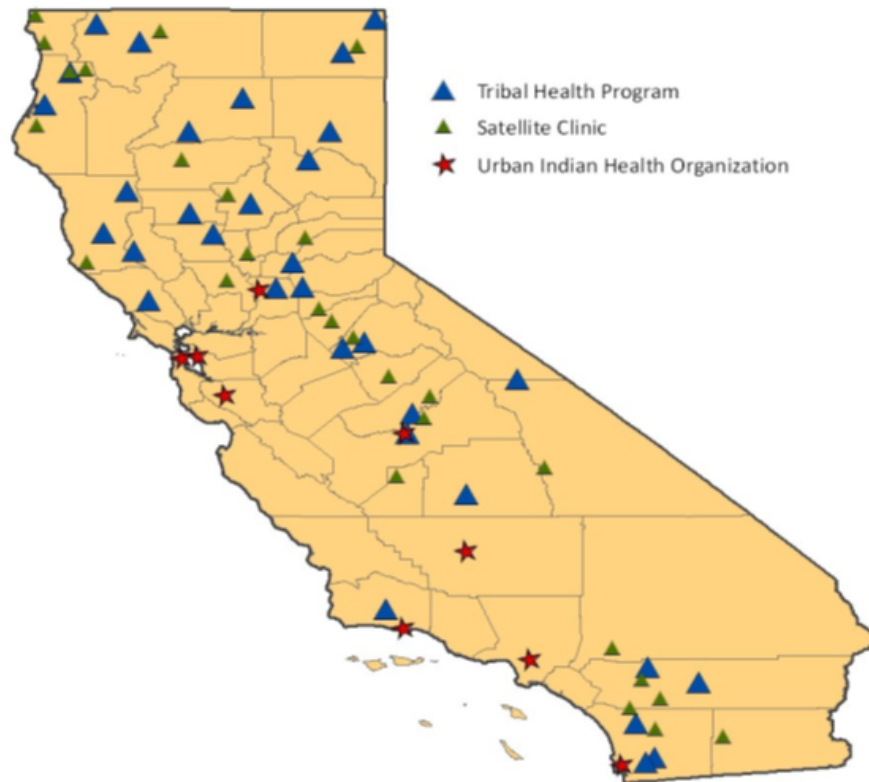 Tribal Health Program
Satellite Clinic
Urban Indian Health Organization